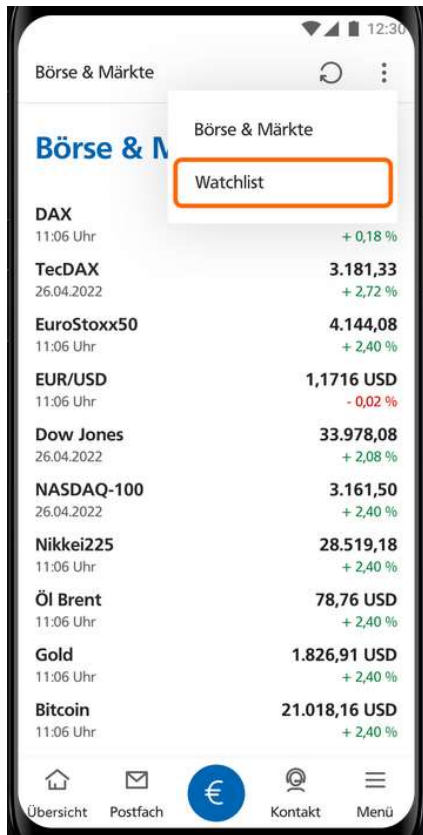 12:30
Börse & Märkte
Börse & Märkte
Börse & M
Watchlist
DAX
11:06 Uhr + 0,18 %
TecDAX 3.181,33
26.04.2022 + 2,72 %
EuroStoxx50 4.144,08
11:06 Uhr + 2,40 %
EUR/USD 1,1716 USD
11:06 Uhr - 0,02 %
Dow Jones 33.978,08
26.04.2022 + 2,08 %
NASDAQ-100 3.161,50
26.04.2022 + 2,40 %
Nikkei225 28.519,18
11:06 Uhr + 2,40 %
Öl Brent 78,76 USD
11:06 Uhr + 2,40 %
Gold 1.826,91 USD
11:06 Uhr + 2,40 %
Bitcoin 21.018,16 USD
11:06 Uhr + 2,40 %
€
Übersicht Postfach Kontakt Menü